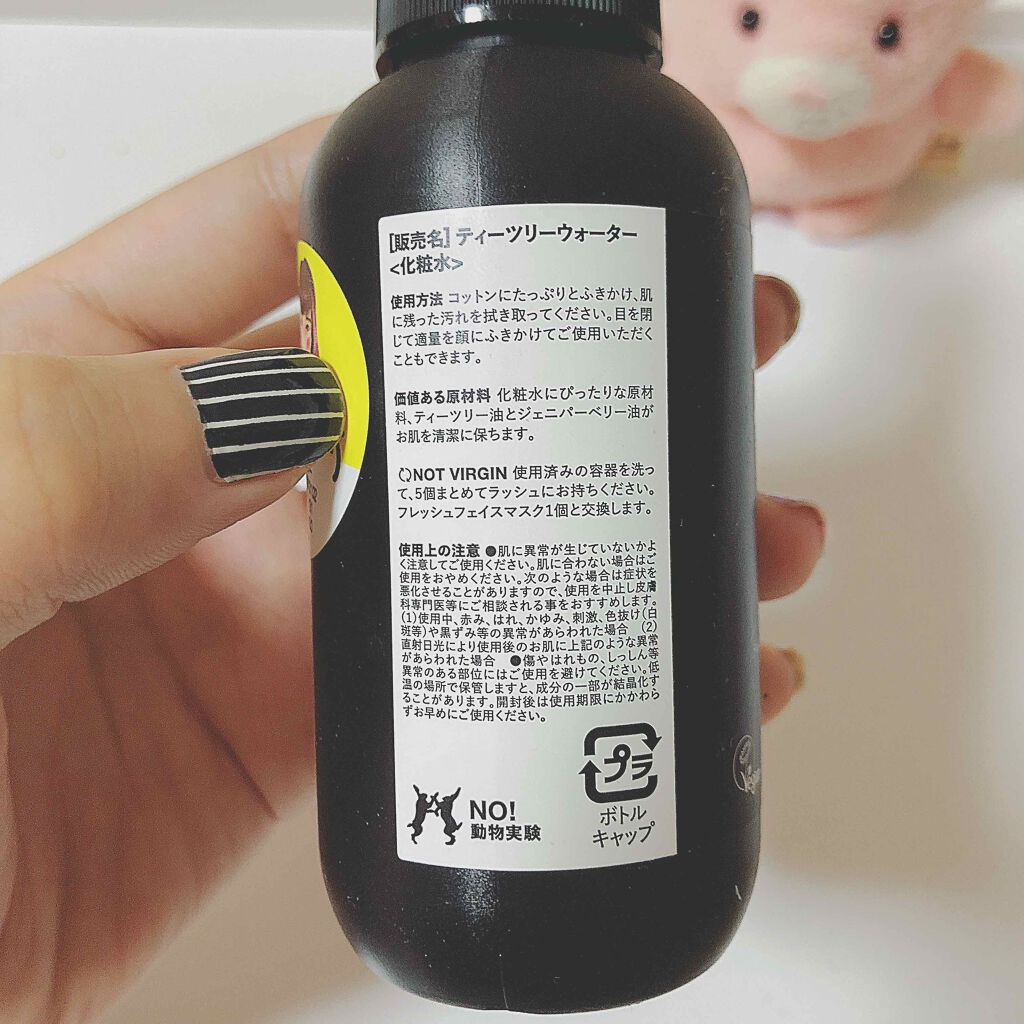 [販売名] ティーツリーウォーター
<化粧水>
使用方法 コットンにたっぷりとふきかけ、肌
に残った汚れを拭き取ってください。目を閉
じて適量を顔にふきかけてご使用いただく
こともできます。
価値ある原材料 化粧水にぴったりな原材
料、ティーツリー油とジェニパーベリー油が
お肌を清潔に保ちます。
NOT VIRGIN 使用済みの容器を洗っ
て、5個まとめてラッシュにお持ちください。
フレッシュフェイスマスク1個と交換します。
使用上の注意 ●肌に異常が生じていないかよ
く注意してご使用ください。肌に合わない場合はご
使用をおやめください。次のような場合は症状を
悪化させることがありますので、使用を中止し皮膚
科専門医等にご相談される事をおすすめします。
(1)使用中、赤み、はれ、かゆみ、刺激、色抜け(白
斑等)や黒ずみ等の異常があらわれた場合 (2)
直射日光により使用後のお肌に上記のような異常
があらわれた場合 ●傷やはれもの、しっしん等
異常のある部位にはご使用を避けてください。低
温の場所で保管しますと、成分の一部が結晶化す
ることがあります。開封後は使用期限にかかわら
ずお早めにご使用ください。
プラ
ボトル
キャップ
NO!
動物実験